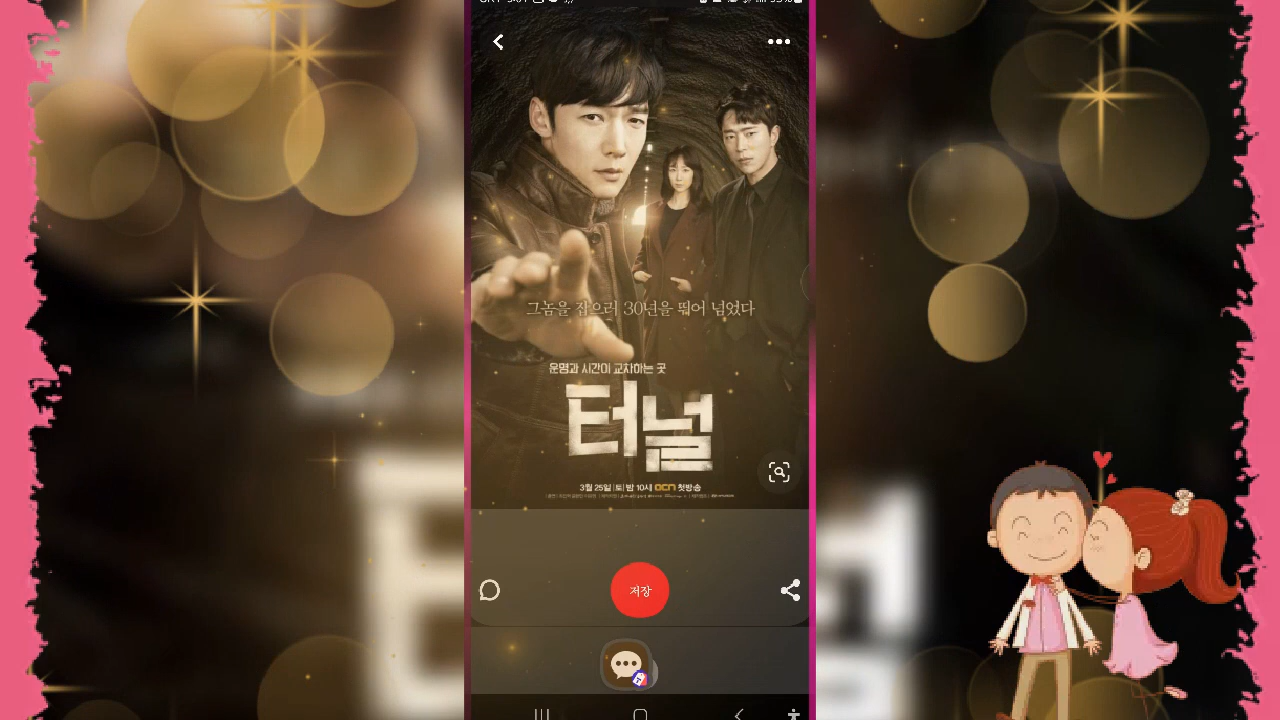 그놈을 잡으러 30년을 뛰어 넘었다
운명과 시간이 교차하는 곳
터널
3월 25일 |토| 밤 10시 OCN 첫방송
저장